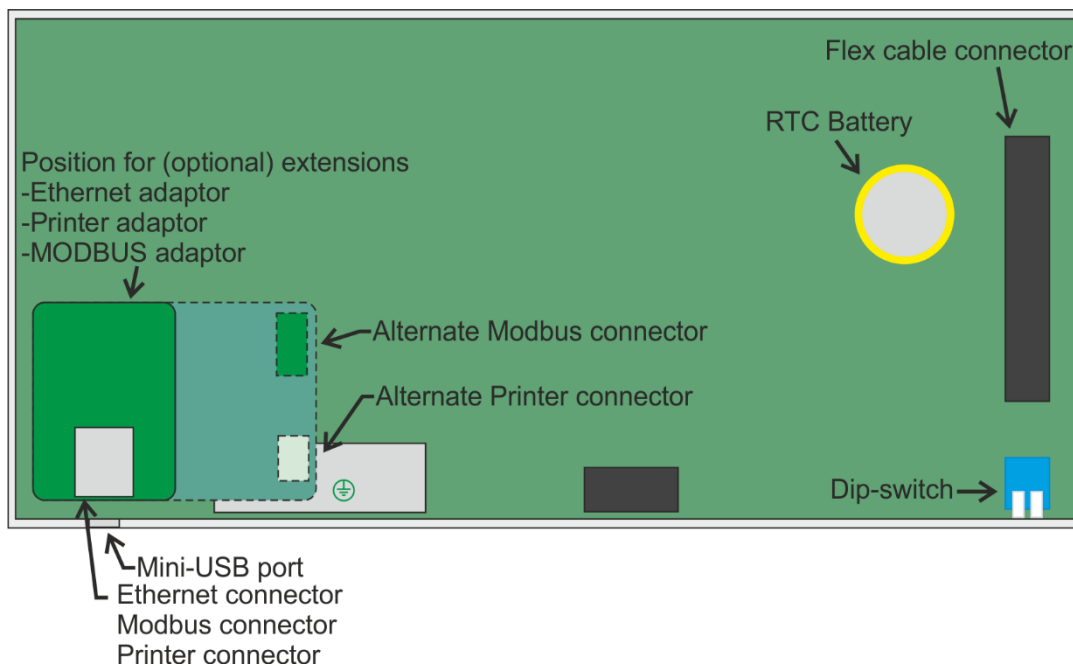 Flex cable connector
RTC Battery
Position for (optional) extensions
-Ethernet adaptor
-Printer adaptor
-MODBUS adaptor
Alternate Modbus connector
Alternate Printer connector
Dip-switch
Mini-USB port
Ethernet connector
Modbus connector
Printer connector